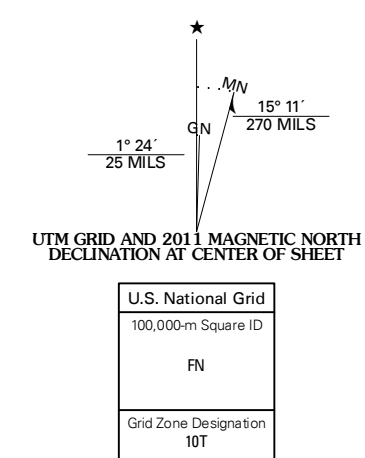 ★
MN
15° 11´
270 MILS
GN
1° 24´
25 MILS
UTM GRID AND 2011 MAGNETIC NORTH
DECLINATION AT CENTER OF SHEET
U.S. National Grid
100,000-m Square ID
FN
Grid Zone Designation
10T